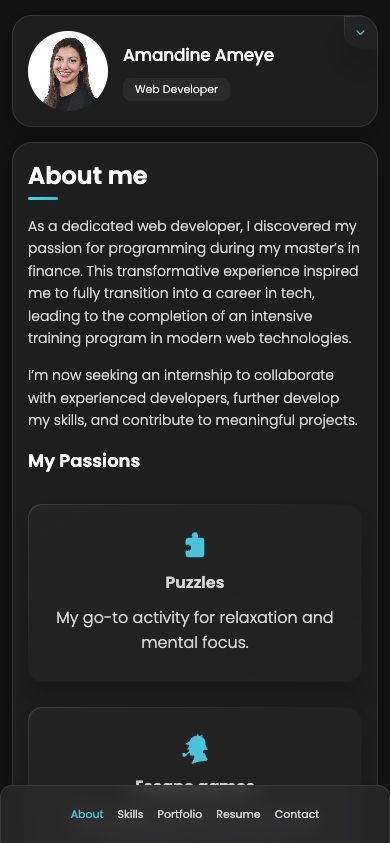 Amandine Ameye
Web Developer
About me
As a dedicated web developer, I discovered my
passion for programming during my master’s in
finance. This transformative experience inspired
me to fully transition into a career in tech,
leading to the completion of an intensive
training program in modern web technologies.
I’m now seeking an internship to collaborate
with experienced developers, further develop
my skills, and contribute to meaningful projects.
My Passions
Puzzles
My go-to activity for relaxation and
mental focus.
Escape games
About Skills Portfolio Resume Contact